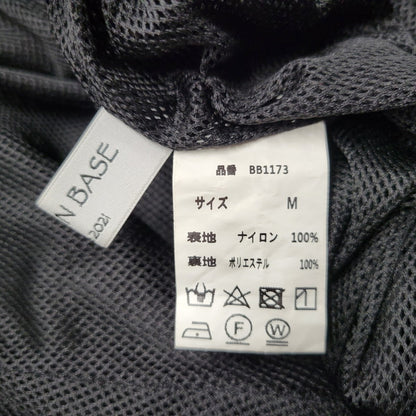 N BASE
2021
品番 BB1173
サイズ M
表地 ナイロン 100%
裏地 ポリエステル 100%
F W